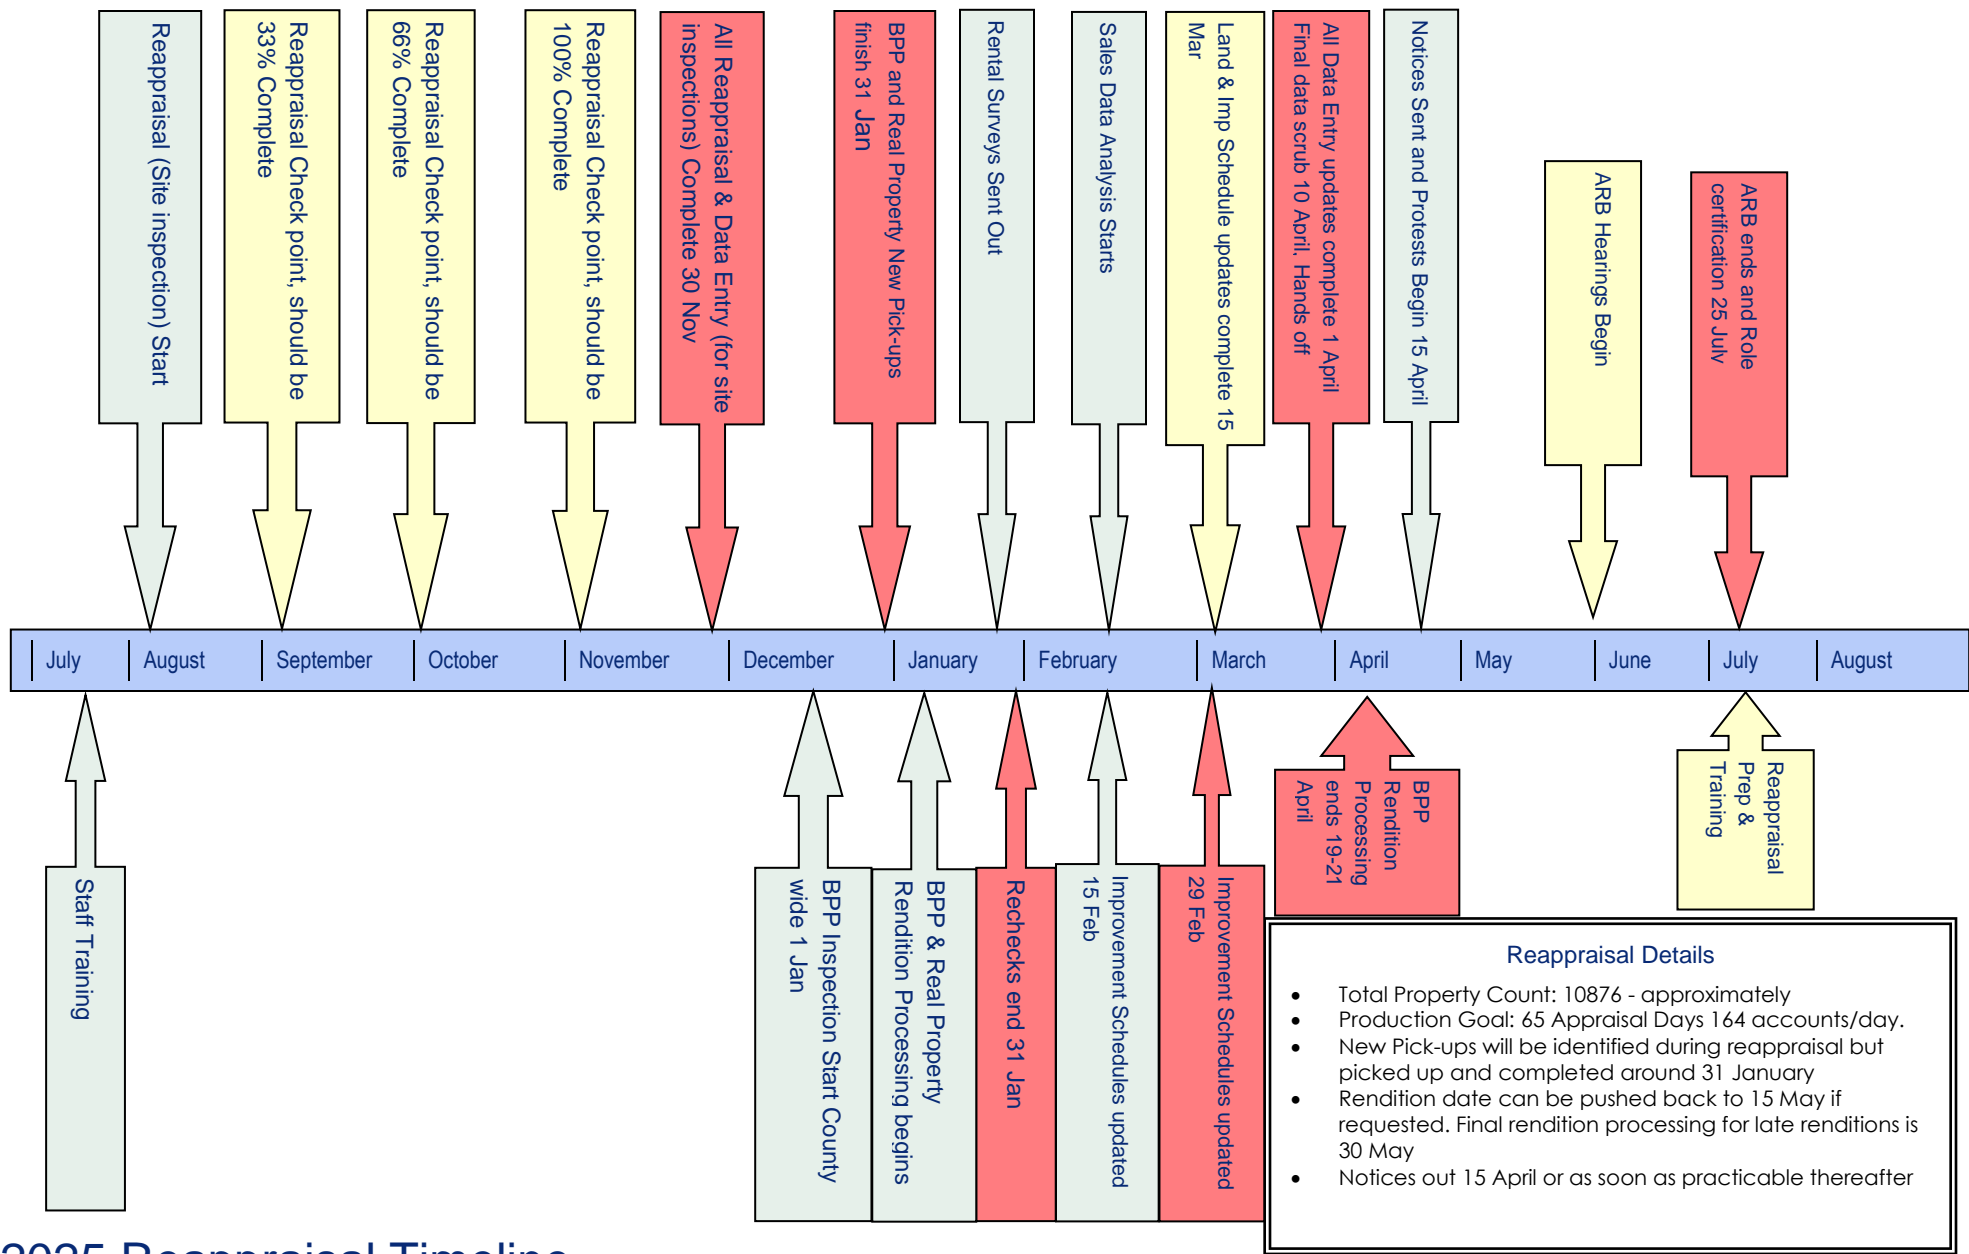 Reappraisal (Site inspection) Start
Reappraisal Check point, should be
33% Complete
Reappraisal Check point, should be
66% Complete
Reappraisal Check point, should be
100% Complete
All Reappraisal & Data Entry (for site
inspections) Complete 30 Nov
BPP and Real Property New Pick-ups
finish 31 Jan
Rental Surveys Sent Out
Sales Data Analysis Starts
Land & Imp Schedule updates complete 15
Mar
All Data Entry updates complete 1 April
Final data scrub 10 April. Hands off
Notices Sent and Protests Begin 15 April
ARB Hearings Begin
ARB ends and Role
certification 25 July
July
August
September
October
November
December
January
February
March
April
May
June
July
August
Staff Training
BPP Inspection Start County
wide 1 Jan
BPP & Real Property
Rendition Processing begins
Rechecks end 31 Jan
Improvement Schedules updated
15 Feb
Improvement Schedules updated
29 Feb
BPP
Rendition
Processing
ends 19-21
April
Reappraisal
Prep &
Training
Reappraisal Details
• Total Property Count: 10876 - approximately
• Production Goal: 65 Appraisal Days 164 accounts/day.
• New Pick-ups will be identified during reappraisal but
picked up and completed around 31 January
• Rendition date can be pushed back to 15 May if
requested. Final rendition processing for late renditions is
30 May
• Notices out 15 April or as soon as practicable thereafter
2025 Reappraisal Timeline